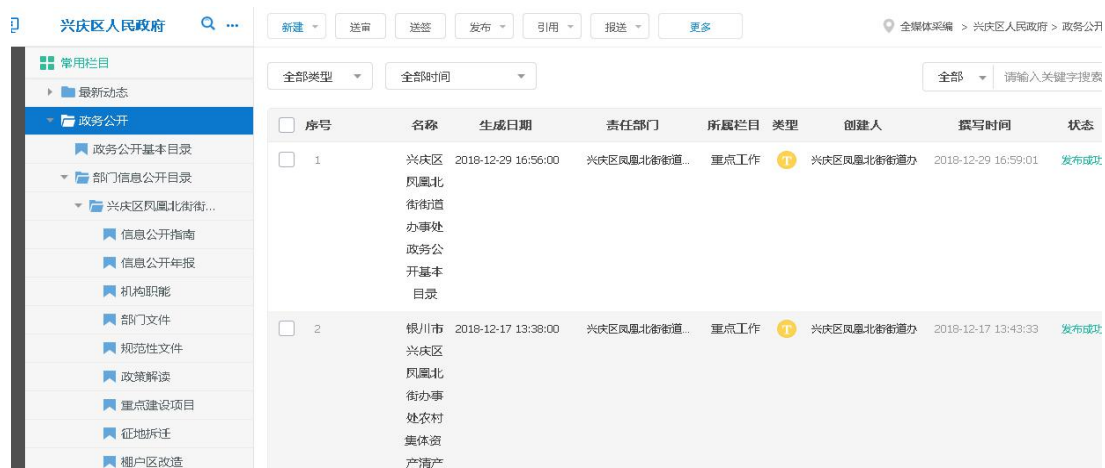 兴庆区人民政府
新建 送审 送签 发布 引用 报送 更多
全媒体采编 > 兴庆区人民政府 > 政务公开
常用栏目
全部类型 全部时间 全部 请输入关键字搜索
最新动态
政务公开
序号 名称 生成日期 责任部门 所属栏目 类型 创建人 撰写时间 状态
政务公开基本目录
部门信息公开目录
兴庆区凤凰北街街...
信息公开指南
信息公开年报
机构职能
部门文件
规范性文件
政策解读
重点建设项目
征地拆迁
棚户区改造
1 兴庆区 2018-12-29 16:56:00 兴庆区凤凰北街街道... 重点工作 T 兴庆区凤凰北街街道办 2018-12-29 16:59:01 发布成功
凤凰北
街街道
办事处
政务公
开基本
目录
2 银川市 2018-12-17 13:38:00 兴庆区凤凰北街街道... 重点工作 T 兴庆区凤凰北街街道办 2018-12-17 13:43:33 发布成功
兴庆区
凤凰北
街办事
处农村
集体资
产清产